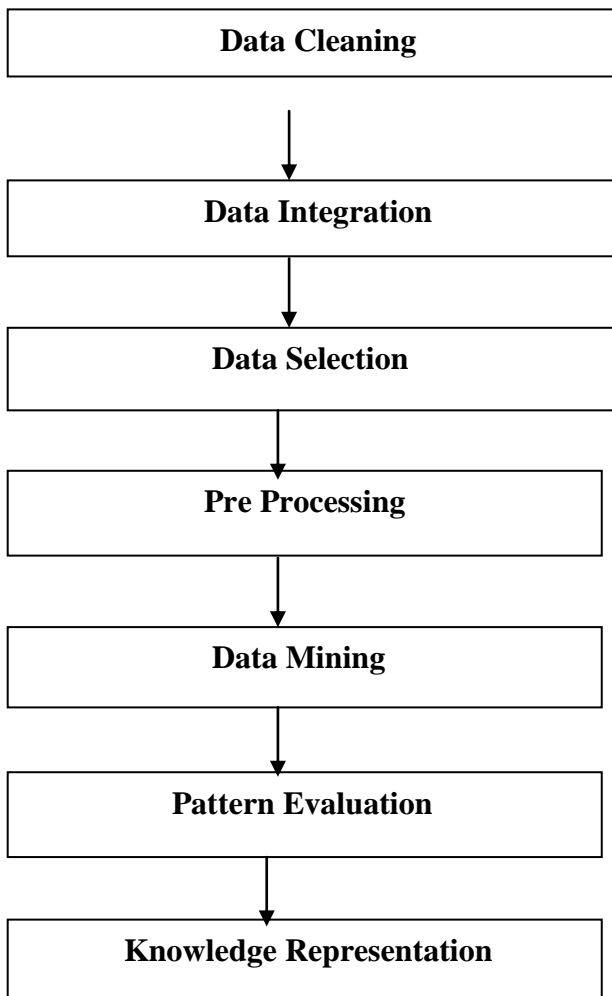 Data Cleaning
Data Integration
Data Selection
Pre Processing
Data Mining
Pattern Evaluation
Knowledge Representation